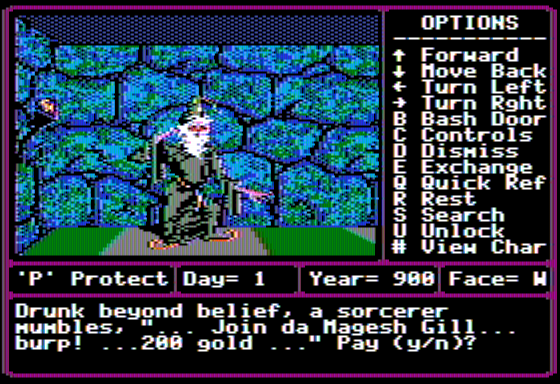 OPTIONS
------------
↑ Forward
↓ Move Back
← Turn Left
→ Turn Rght
B Bash Door
C Controls
D Dismiss
E Exchange
Q Quick Ref
R Rest
S Search
U Unlock
# View Char
'P' Protect Day= 1 Year= 900 Face= W
Drunk beyond belief, a sorcerer
mumbles, "... Join da Magesh Gill...
burp! ...200 gold ..." Pay (y/n)?